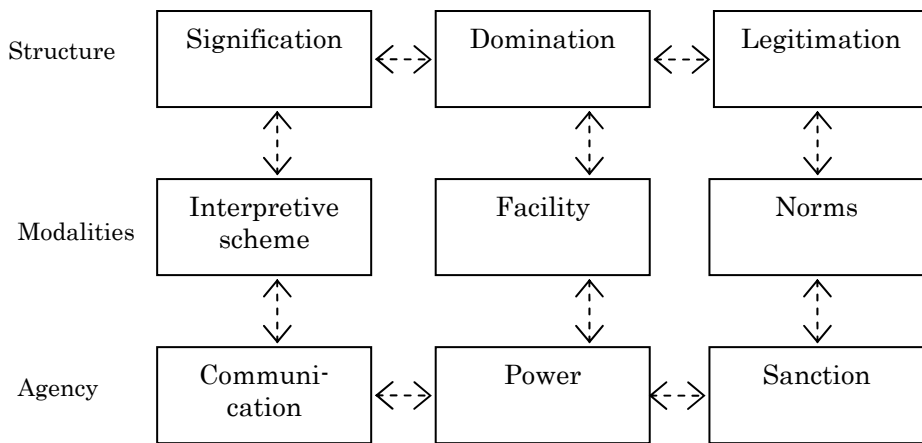 Structure
Signification
Domination
Legitimation
Modalities
Interpretive
scheme
Facility
Norms
Agency
Communi-
cation
Power
Sanction